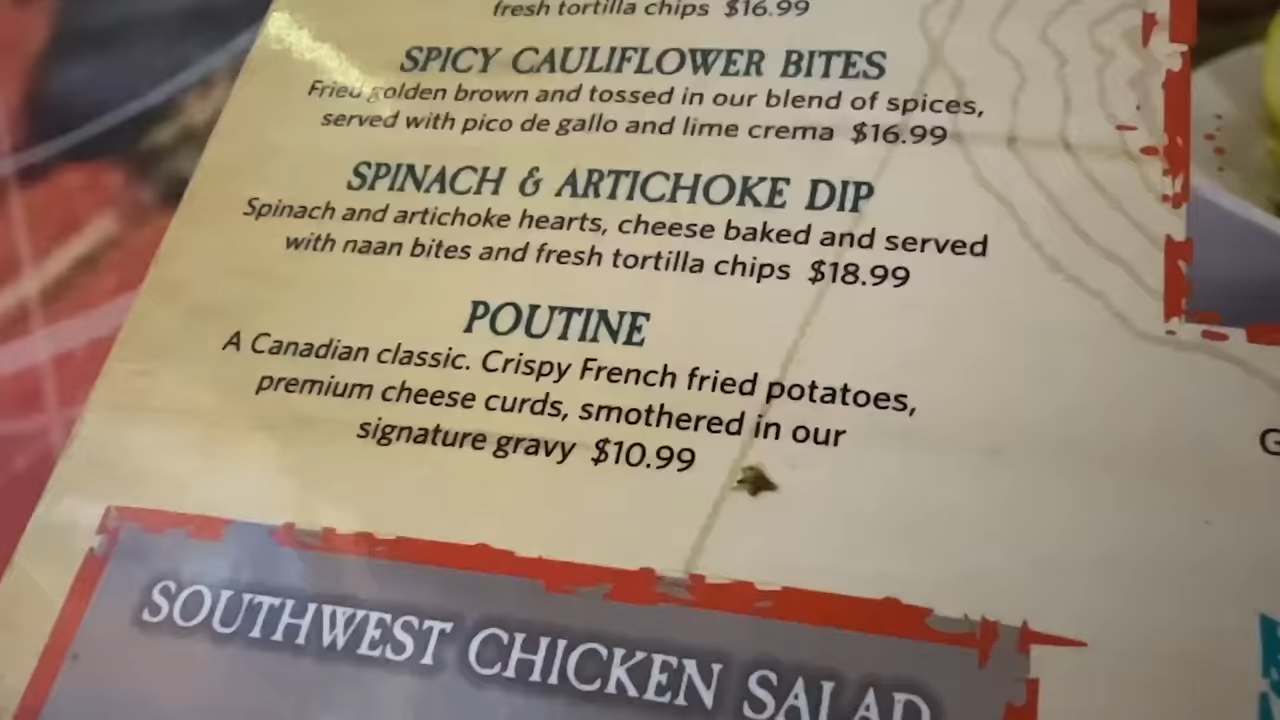 fresh tortilla chips $16.99
SPICY CAULIFLOWER BITES
Fried golden brown and tossed in our blend of spices,
served with pico de gallo and lime crema $16.99
SPINACH & ARTICHOKE DIP
Spinach and artichoke hearts, cheese baked and served
with naan bites and fresh tortilla chips $18.99
POUTINE
A Canadian classic. Crispy French fried potatoes,
premium cheese curds, smothered in our
signature gravy $10.99
SOUTHWEST CHICKEN SALAD